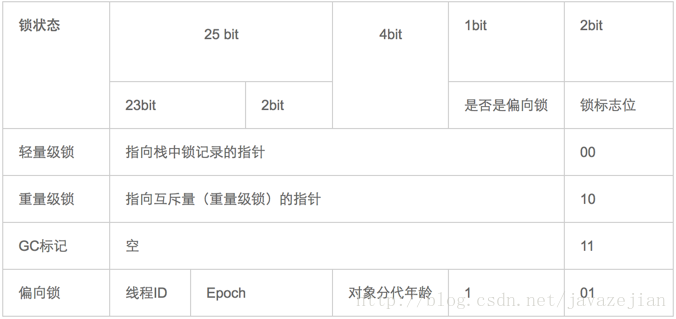 锁状态
25 bit
4bit
1bit
2bit
23bit
2bit
是否是偏向锁
锁标志位
轻量级锁
指向栈中锁记录的指针
00
重量级锁
指向互斥量（重量级锁）的指针
10
GC标记
空
11
偏向锁
线程ID
Epoch
对象分代年龄
1
01
http://blog.csdn.net/javazejian